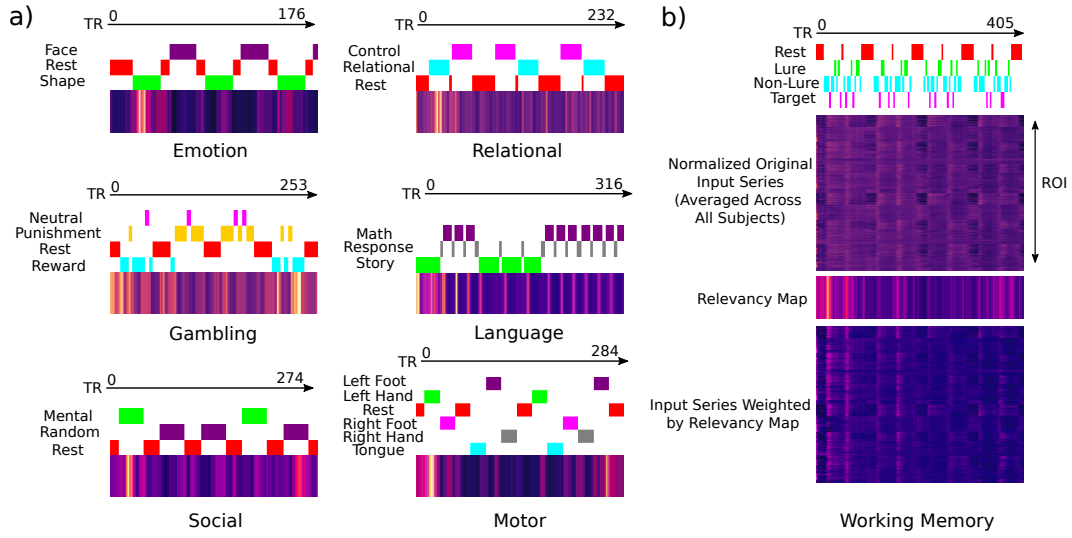 a)
TR 0 176
Face
Rest
Shape
Emotion
TR 0 232
Control
Relational
Rest
Relational
TR 0 253
Neutral
Punishment
Rest
Reward
Gambling
TR 0 316
Math
Response
Story
Language
TR 0 274
Mental
Random
Rest
Social
TR 0 284
Left Foot
Left Hand
Rest
Right Foot
Right Hand
Tongue
Motor
b)
TR 0 405
Rest
Lure
Non-Lure
Target
Normalized Original
Input Series
(Averaged Across
All Subjects)
ROI
Relevancy Map
Input Series Weighted
by Relevancy Map
Working Memory